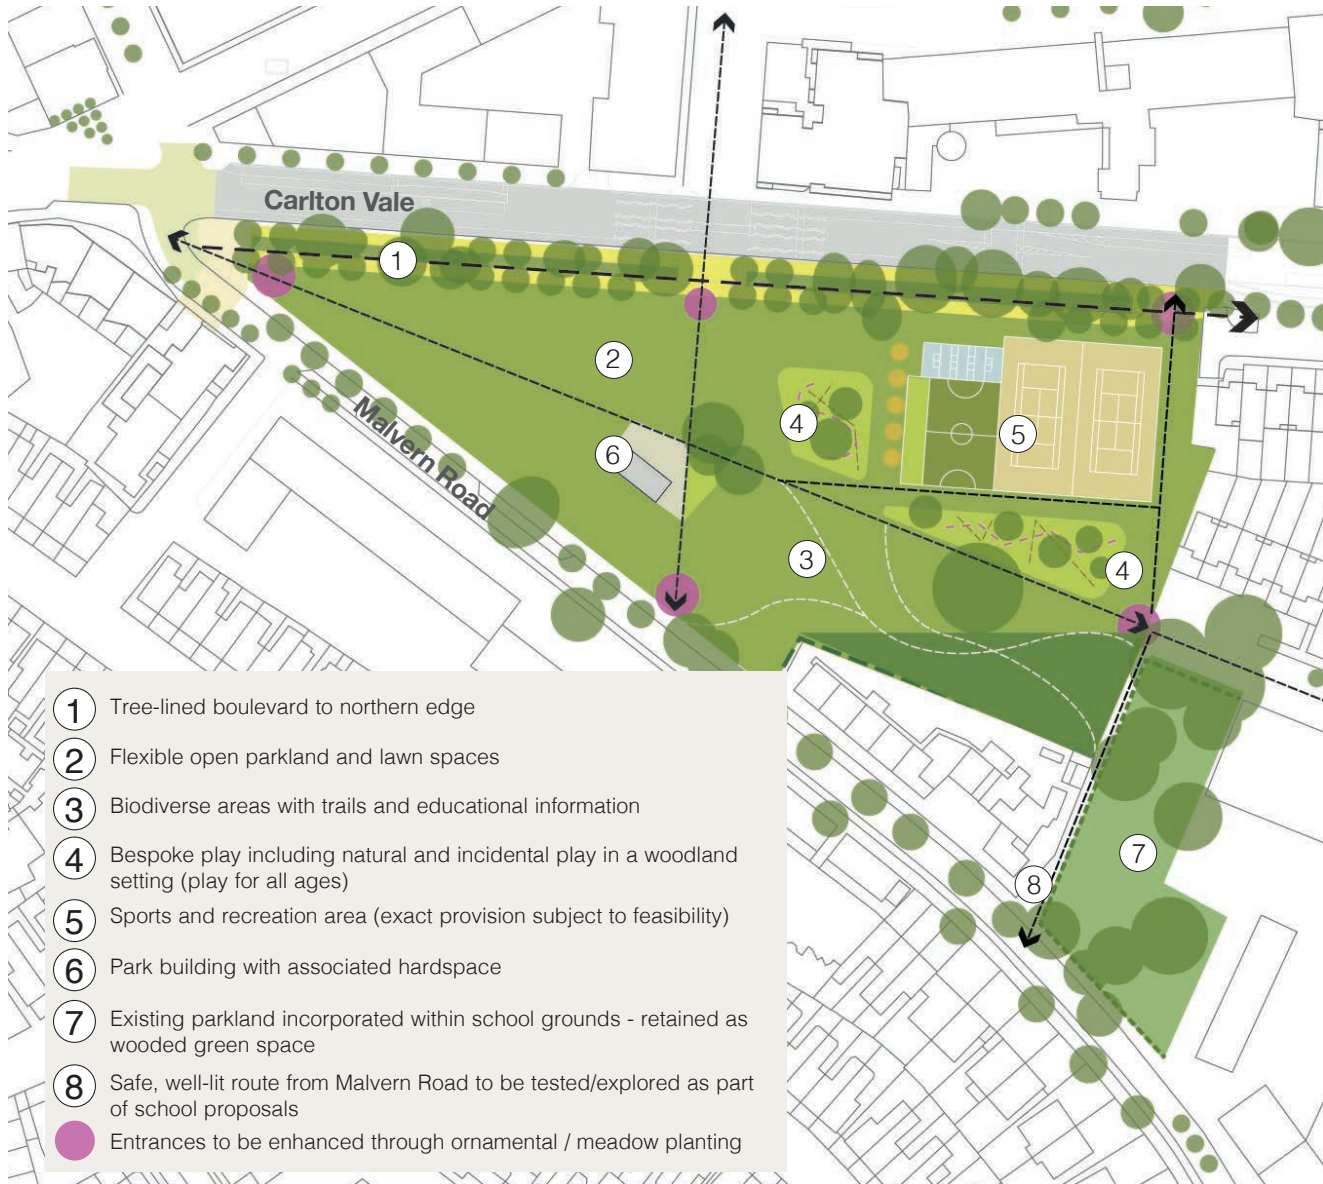 Carlton Vale
1
2
4
5
6
Malvern Road
3
4
7
8
1 Tree-lined boulevard to northern edge
2 Flexible open parkland and lawn spaces
3 Biodiverse areas with trails and educational information
4 Bespoke play including natural and incidental play in a woodland
setting (play for all ages)
5 Sports and recreation area (exact provision subject to feasibility)
6 Park building with associated hardspace
7 Existing parkland incorporated within school grounds - retained as
wooded green space
8 Safe, well-lit route from Malvern Road to be tested/explored as part
of school proposals
Entrances to be enhanced through ornamental / meadow planting